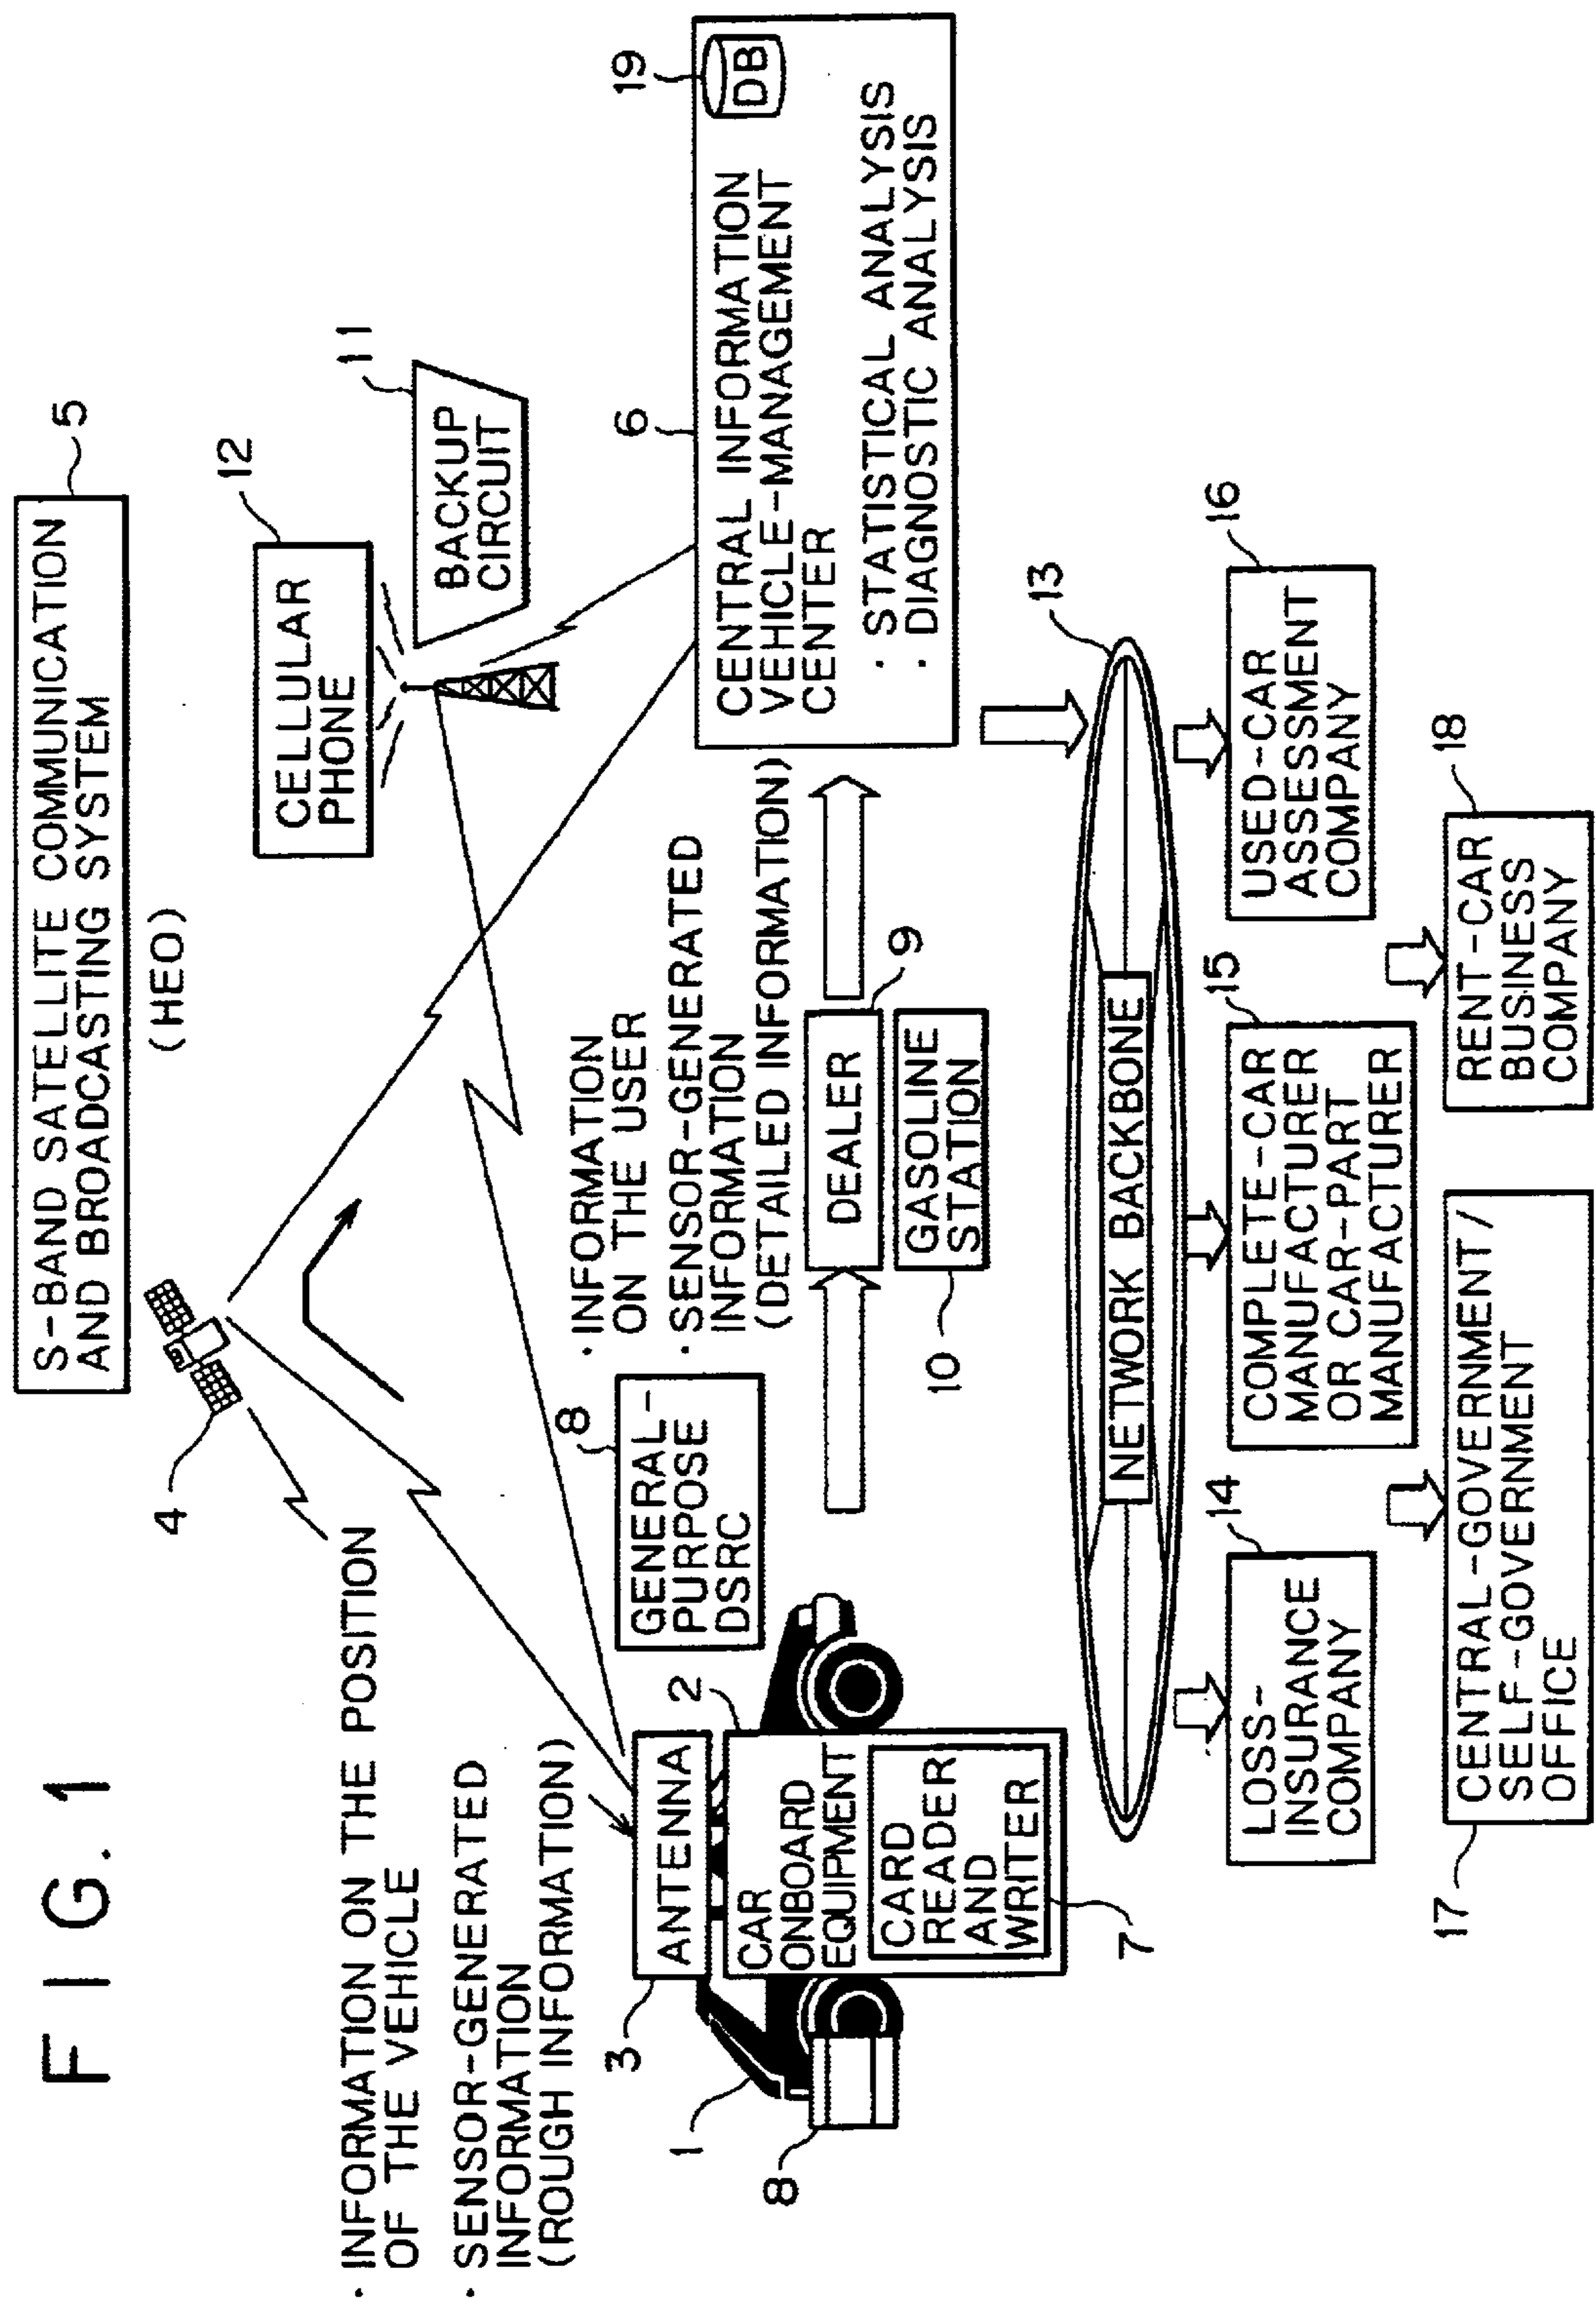 FIG. 1
S-BAND SATELLITE COMMUNICATION
AND BROADCASTING SYSTEM
5
(HEO)
4
· INFORMATION ON THE POSITION
OF THE VEHICLE
· SENSOR-GENERATED
INFORMATION
(ROUGH INFORMATION)
12
CELLULAR
PHONE
11
BACKUP
CIRCUIT
3
ANTENNA
2
CAR
ONBOARD
EQUIPMENT
CARD
READER
AND
WRITER
7
1
8
8
GENERAL-
PURPOSE
DSRC
· INFORMATION
ON THE USER
· SENSOR-GENERATED
INFORMATION
(DETAILED INFORMATION)
DEALER
9
GASOLINE
STATION
10
6
19
DB
CENTRAL INFORMATION
VEHICLE-MANAGEMENT
CENTER
· STATISTICAL ANALYSIS
· DIAGNOSTIC ANALYSIS
13
NETWORK BACKBONE
14
LOSS-
INSURANCE
COMPANY
15
COMPLETE-CAR
MANUFACTURER
OR CAR-PART
MANUFACTURER
16
USED-CAR
ASSESSMENT
COMPANY
17
CENTRAL-GOVERNMENT/
SELF-GOVERNMENT
OFFICE
18
RENT-CAR
BUSINESS
COMPANY